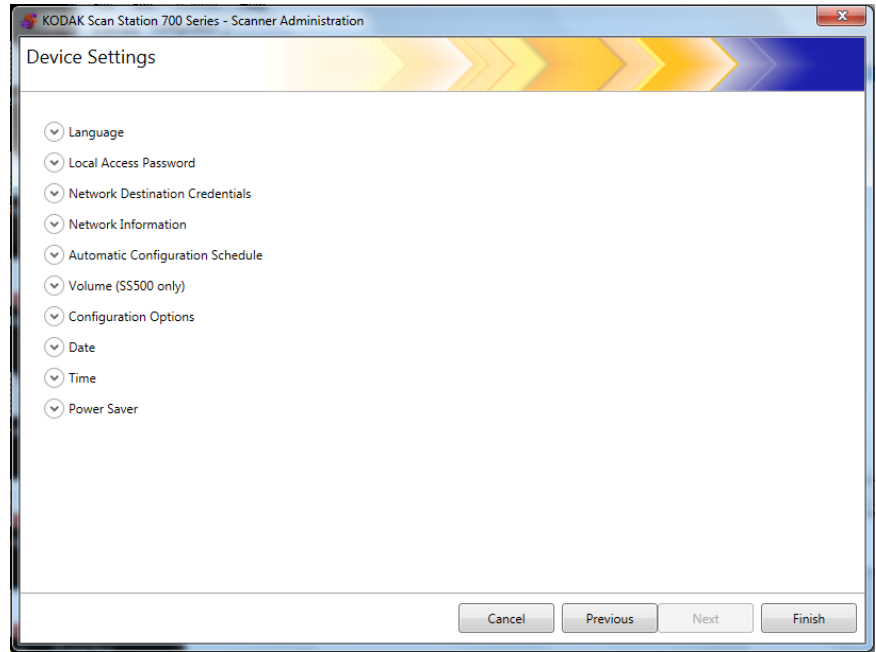 KODAK Scan Station 700 Series - Scanner Administration
Device Settings
Language
Local Access Password
Network Destination Credentials
Network Information
Automatic Configuration Schedule
Volume (SS500 only)
Configuration Options
Date
Time
Power Saver
Cancel Previous Next Finish